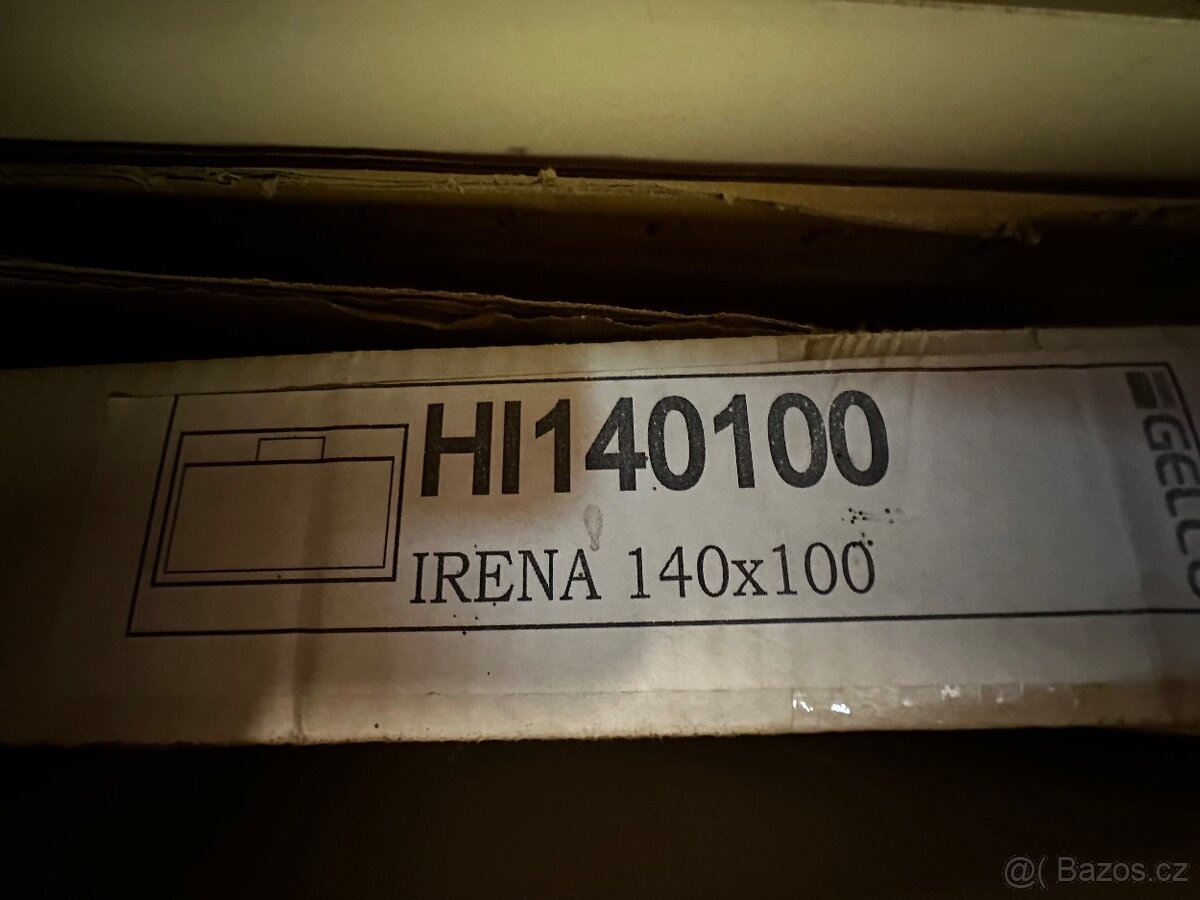 HI140100
IRENA 140x100
GELCO
@( Bazos.cz